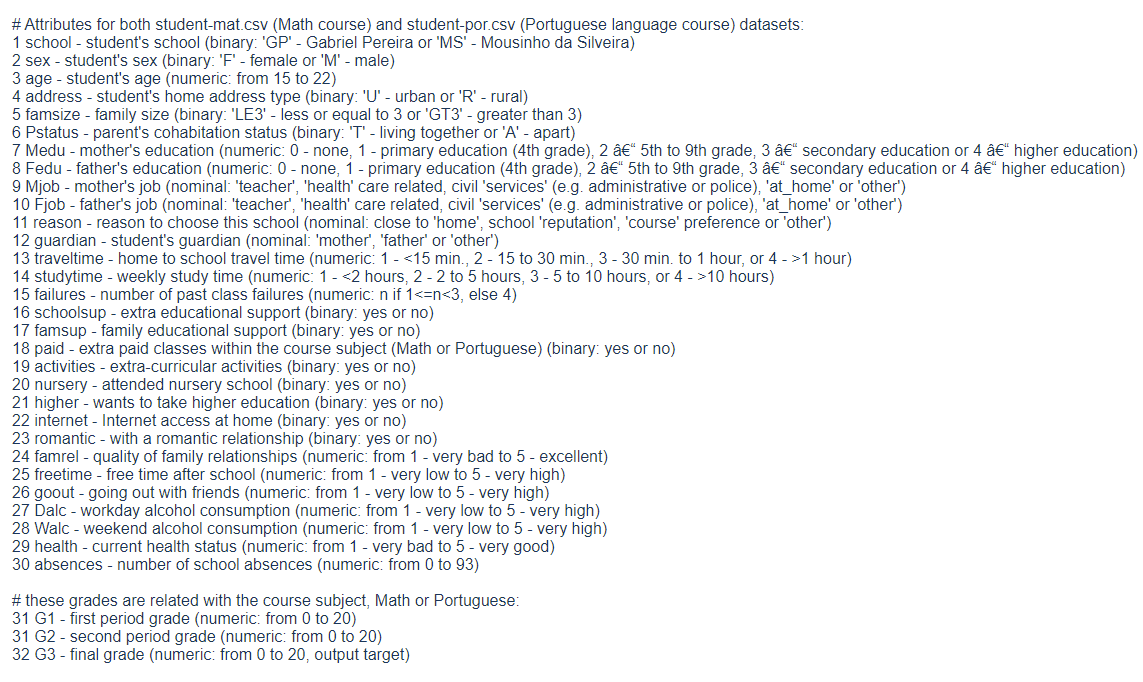 # Attributes for both student-mat.csv (Math course) and student-por.csv (Portuguese language course) datasets:
1 school - student's school (binary: 'GP' - Gabriel Pereira or 'MS' - Mousinho da Silveira)
2 sex - student's sex (binary: 'F' - female or 'M' - male)
3 age - student's age (numeric: from 15 to 22)
4 address - student's home address type (binary: 'U' - urban or 'R' - rural)
5 famsize - family size (binary: 'LE3' - less or equal to 3 or 'GT3' - greater than 3)
6 Pstatus - parent's cohabitation status (binary: 'T' - living together or 'A' - apart)
7 Medu - mother's education (numeric: 0 - none, 1 - primary education (4th grade), 2 â€“ 5th to 9th grade, 3 â€“ secondary education or 4 â€“ higher education)
8 Fedu - father's education (numeric: 0 - none, 1 - primary education (4th grade), 2 â€“ 5th to 9th grade, 3 â€“ secondary education or 4 â€“ higher education)
9 Mjob - mother's job (nominal: 'teacher', 'health' care related, civil 'services' (e.g. administrative or police), 'at_home' or 'other')
10 Fjob - father's job (nominal: 'teacher', 'health' care related, civil 'services' (e.g. administrative or police), 'at_home' or 'other')
11 reason - reason to choose this school (nominal: close to 'home', school 'reputation', 'course' preference or 'other')
12 guardian - student's guardian (nominal: 'mother', 'father' or 'other')
13 traveltime - home to school travel time (numeric: 1 - <15 min., 2 - 15 to 30 min., 3 - 30 min. to 1 hour, or 4 - >1 hour)
14 studytime - weekly study time (numeric: 1 - <2 hours, 2 - 2 to 5 hours, 3 - 5 to 10 hours, or 4 - >10 hours)
15 failures - number of past class failures (numeric: n if 1<=n<3, else 4)
16 schoolsup - extra educational support (binary: yes or no)
17 famsup - family educational support (binary: yes or no)
18 paid - extra paid classes within the course subject (Math or Portuguese) (binary: yes or no)
19 activities - extra-curricular activities (binary: yes or no)
20 nursery - attended nursery school (binary: yes or no)
21 higher - wants to take higher education (binary: yes or no)
22 internet - Internet access at home (binary: yes or no)
23 romantic - with a romantic relationship (binary: yes or no)
24 famrel - quality of family relationships (numeric: from 1 - very bad to 5 - excellent)
25 freetime - free time after school (numeric: from 1 - very low to 5 - very high)
26 goout - going out with friends (numeric: from 1 - very low to 5 - very high)
27 Dalc - workday alcohol consumption (numeric: from 1 - very low to 5 - very high)
28 Walc - weekend alcohol consumption (numeric: from 1 - very low to 5 - very high)
29 health - current health status (numeric: from 1 - very bad to 5 - very good)
30 absences - number of school absences (numeric: from 0 to 93)
# these grades are related with the course subject, Math or Portuguese:
31 G1 - first period grade (numeric: from 0 to 20)
31 G2 - second period grade (numeric: from 0 to 20)
32 G3 - final grade (numeric: from 0 to 20, output target)